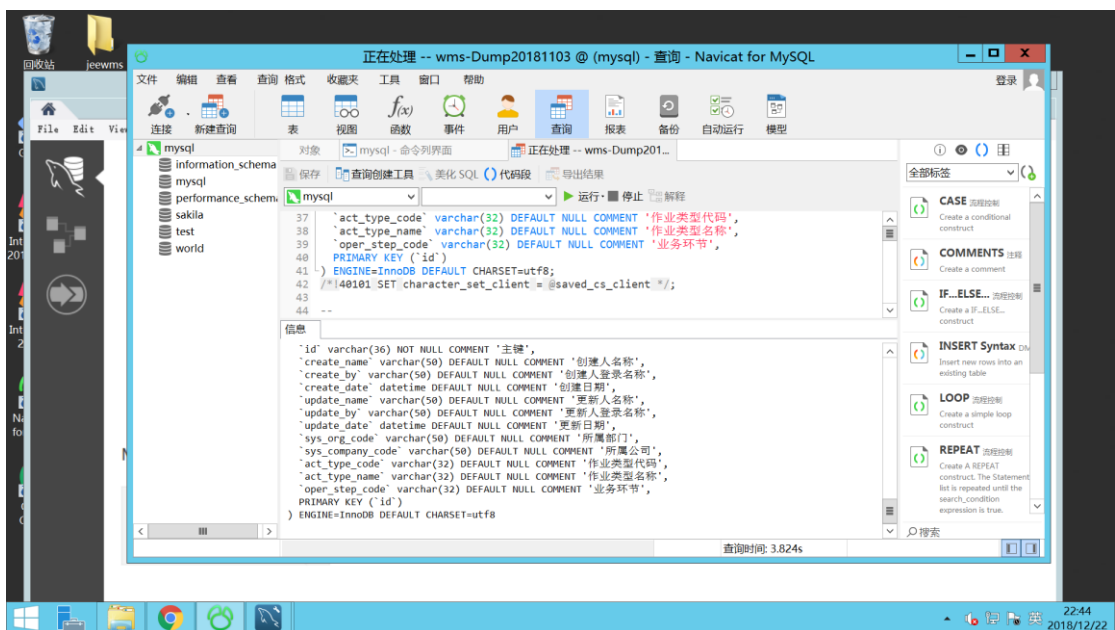 回收站
jeewms
正在处理 -- wms-Dump20181103 @ (mysql) - 查询 - Navicat for MySQL
文件 编辑 查看 查询 格式 收藏夹 工具 窗口 帮助
登录
File Edit
连接 新建查询 表 视图 函数 事件 用户 查询 报表 备份 自动运行 模型
mysql
information_schema
mysql
performance_schem
sakila
test
world
对象 mysql - 命令列界面 正在处理 -- wms-Dump201...
保存 查询创建工具 美化 SQL () 代码段 导出结果
mysql 运行 停止 解释
37 `act_type_code` varchar(32) DEFAULT NULL COMMENT '作业类型代码',
38 `act_type_name` varchar(32) DEFAULT NULL COMMENT '作业类型名称',
39 `oper_step_code` varchar(32) DEFAULT NULL COMMENT '业务环节',
40 PRIMARY KEY (`id`)
41 ) ENGINE=InnoDB DEFAULT CHARSET=utf8;
42 /*!40101 SET character_set_client = @saved_cs_client */;
43
44 --
信息
`id` varchar(36) NOT NULL COMMENT '主键',
`create_name` varchar(50) DEFAULT NULL COMMENT '创建人名称',
`create_by` varchar(50) DEFAULT NULL COMMENT '创建人登录名称',
`create_date` datetime DEFAULT NULL COMMENT '创建日期',
`update_name` varchar(50) DEFAULT NULL COMMENT '更新人名称',
`update_by` varchar(50) DEFAULT NULL COMMENT '更新人登录名称',
`update_date` datetime DEFAULT NULL COMMENT '更新日期',
`sys_org_code` varchar(50) DEFAULT NULL COMMENT '所属部门',
`sys_company_code` varchar(50) DEFAULT NULL COMMENT '所属公司',
`act_type_code` varchar(32) DEFAULT NULL COMMENT '作业类型代码',
`act_type_name` varchar(32) DEFAULT NULL COMMENT '作业类型名称',
`oper_step_code` varchar(32) DEFAULT NULL COMMENT '业务环节',
PRIMARY KEY (`id`)
) ENGINE=InnoDB DEFAULT CHARSET=utf8
查询时间: 3.824s
全部标签
CASE 流程控制
Create a conditional
construct
COMMENTS 注释
Create a comment
IF...ELSE... 流程控制
Create a IF...ELSE...
construct
INSERT Syntax
Insert new rows into an
existing table
LOOP 流程控制
Create a simple loop
construct
REPEAT 流程控制
Create A REPEAT
construct. The Statement
list is repeated until the
search_condition
expression is true.
搜索
英
22:44
2018/12/22